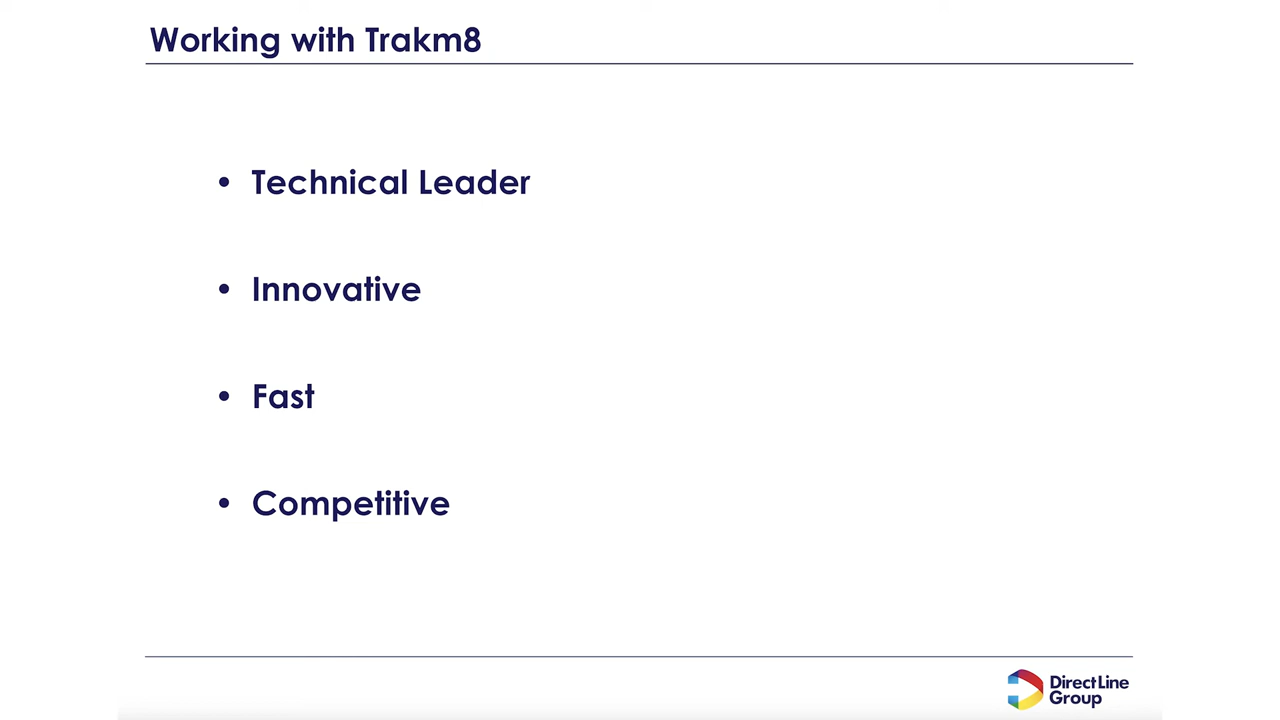 Working with Trakm8
• Technical Leader
• Innovative
• Fast
• Competitive
Direct Line
Group